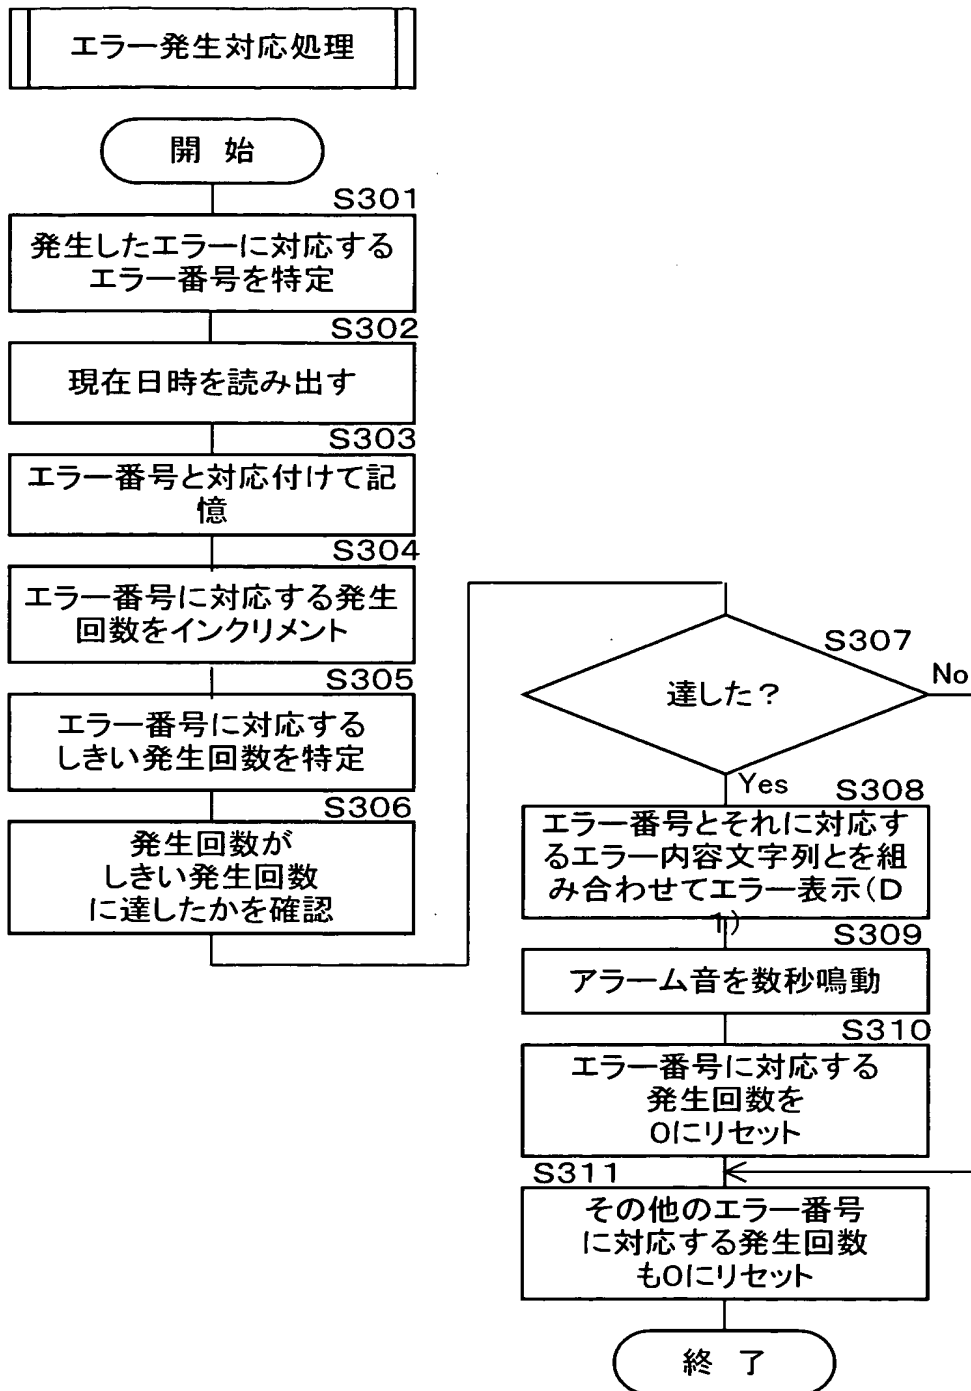 エラー発生対応処理
開 始
S301
発生したエラーに対応する
エラー番号を特定
S302
現在日時を読み出す
S303
エラー番号と対応付けて記
憶
S304
エラー番号に対応する発生
回数をインクリメント
S305
エラー番号に対応する
しきい発生回数を特定
S306
発生回数が
しきい発生回数
に達したかを確認
S307
達した？
No
Yes
S308
エラー番号とそれに対応す
るエラー内容文字列とを組
み合わせてエラー表示（D
1）
S309
アラーム音を数秒鳴動
S310
エラー番号に対応する
発生回数を
0にリセット
S311
その他のエラー番号
に対応する発生回数
も0にリセット
終 了